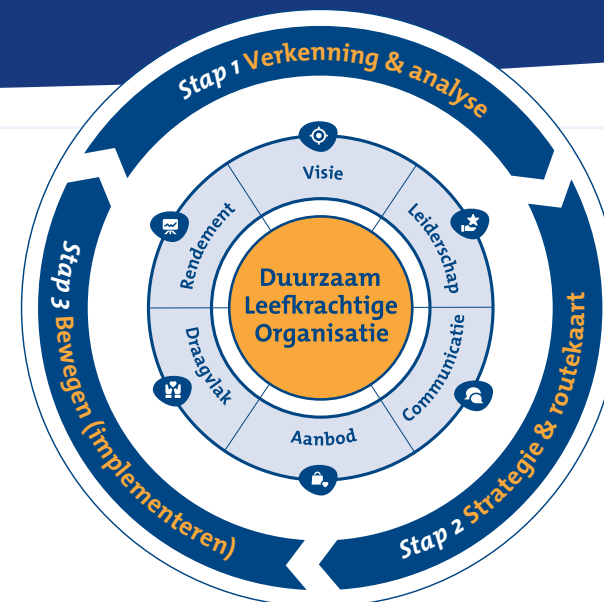 Stap 1 Verkenning & analyse
Visie
Leiderschap
Communicatie
Aanbod
Draagvlak
Rendement
Duurzaam
Leefkrachtige
Organisatie
Stap 2 Strategie & routekaart
Stap 3 Bewegen (implementeren)